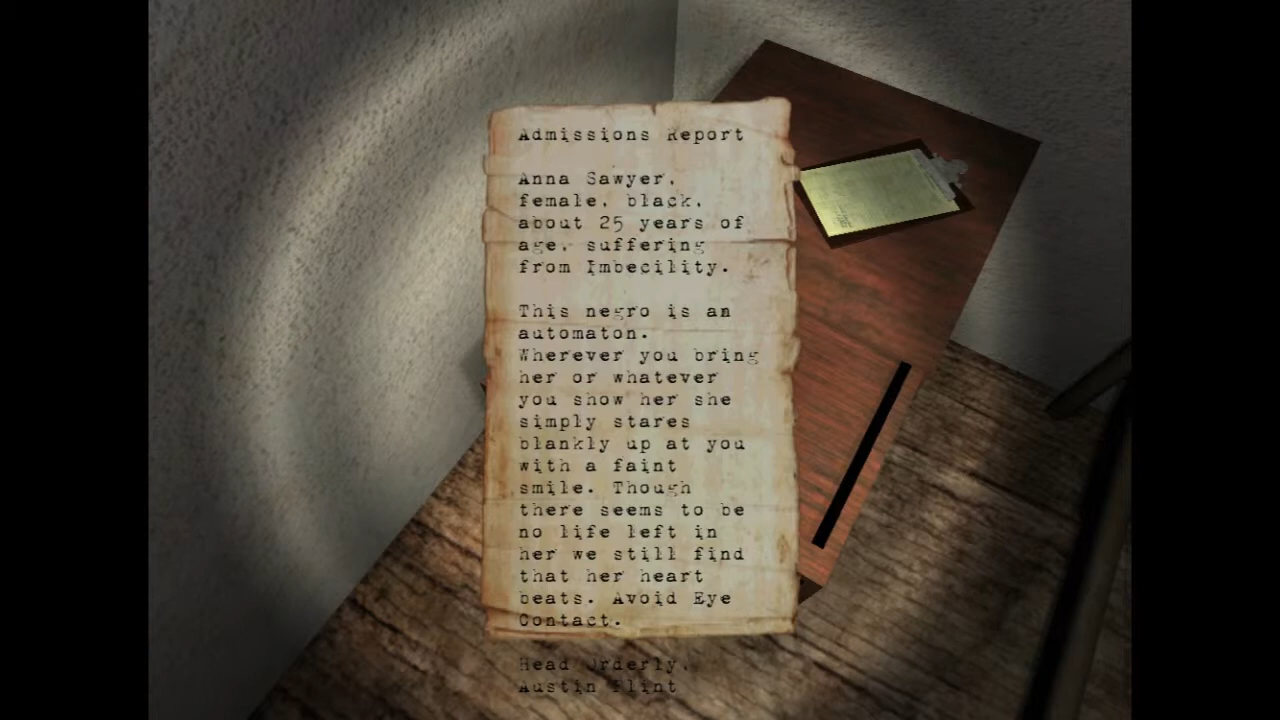 Admissions Report
Anna Sawyer,
female, black,
about 25 years of
age, suffering
from Imbecility.
This negro is an
automaton.
Wherever you bring
her or whatever
you show her she
simply stares
blankly up at you
with a faint
smile. Though
there seems to be
no life left in
her we still find
that her heart
beats. Avoid Eye
Contact.
Head Orderly,
Austin Flint